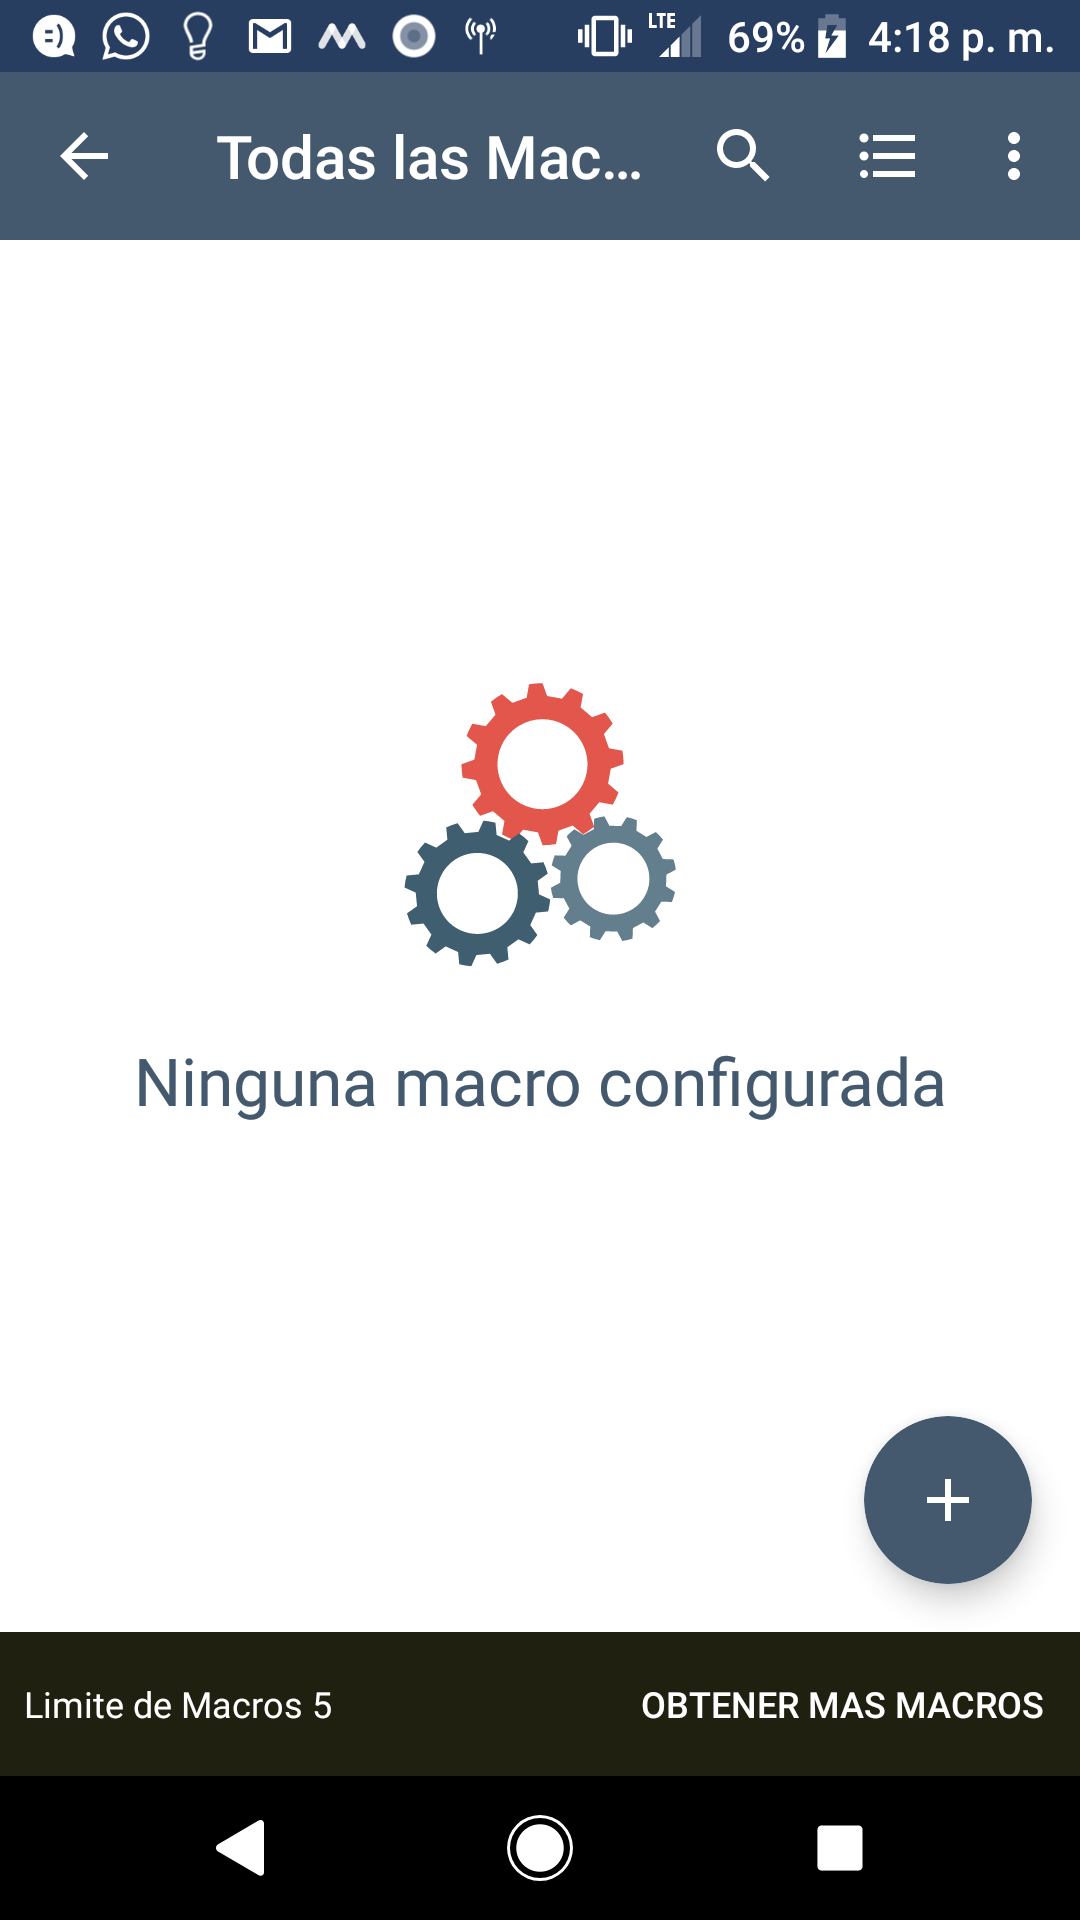 LTE 69% 4:18 p. m.
Todas las Mac...
Ninguna macro configurada
Limite de Macros 5
OBTENER MAS MACROS